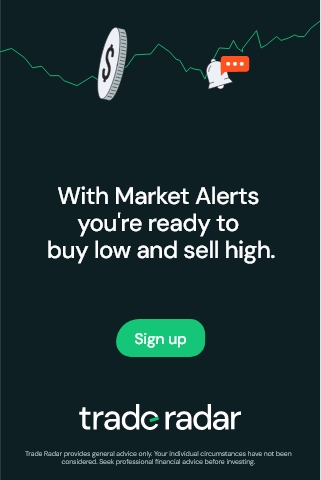 With Market Alerts
you're ready to
buy low and sell high.
Sign up
trade radar
Trade Radar provides general advice only. Your individual circumstances have not been
considered. Seek professional financial advice before investing.